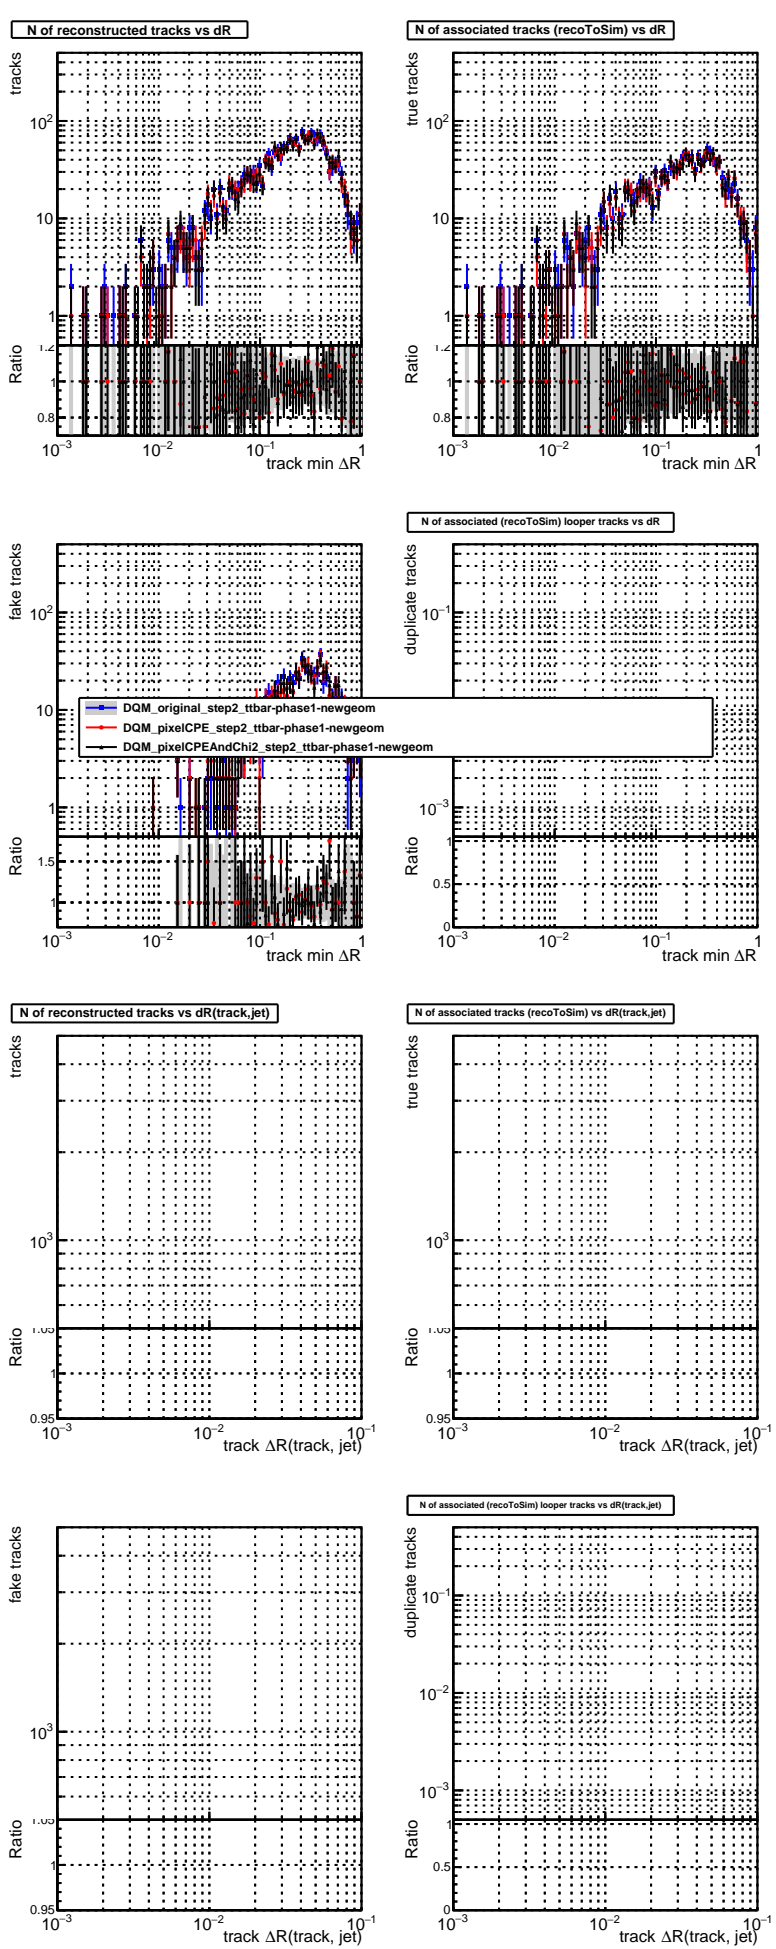 N of reconstructed tracks vs dR
N of associated tracks (recoToSim) vs dR
tracks
10²
10
1
Ratio
1.2
1
0.8
10⁻³ 10⁻² 10⁻¹ 1
track min ΔR
true tracks
10²
10
1
Ratio
1.2
1
0.8
10⁻³ 10⁻² 10⁻¹ 1
track min ΔR
N of associated (recoToSim) looper tracks vs dR
fake tracks
10²
10
1
Ratio
1.5
1
10⁻³ 10⁻² 10⁻¹ 1
track min ΔR
duplicate tracks
10⁻¹
10⁻³
Ratio
1
0.5
0
10⁻³ 10⁻² 10⁻¹ 1
track min ΔR
DQM_original_step2_ttbar-phase1-newgeom
DQM_pixelCPE_step2_ttbar-phase1-newgeom
DQM_pixelCPEAndChi2_step2_ttbar-phase1-newgeom
N of reconstructed tracks vs dR(track,jet)
N of associated tracks (recoToSim) vs dR(track,jet)
tracks
10³
Ratio
1.05
1
0.95
10⁻³ 10⁻² 10⁻¹
track ΔR(track, jet)
true tracks
10³
Ratio
1.05
1
0.95
10⁻³ 10⁻² 10⁻¹
track ΔR(track, jet)
N of associated (recoToSim) looper tracks vs dR(track,jet)
fake tracks
10³
Ratio
1.05
1
0.95
10⁻³ 10⁻² 10⁻¹
track ΔR(track, jet)
duplicate tracks
10⁻¹
10⁻²
10⁻³
Ratio
1
0.5
0
10⁻³ 10⁻² 10⁻¹
track ΔR(track, jet)